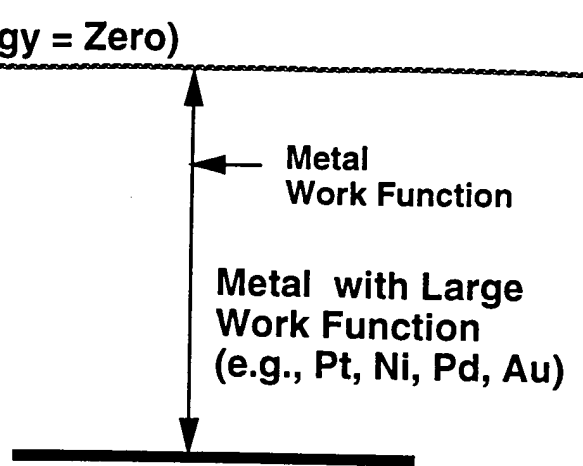 gy = Zero)
Metal
Work Function
Metal with Large
Work Function
(e.g., Pt, Ni, Pd, Au)